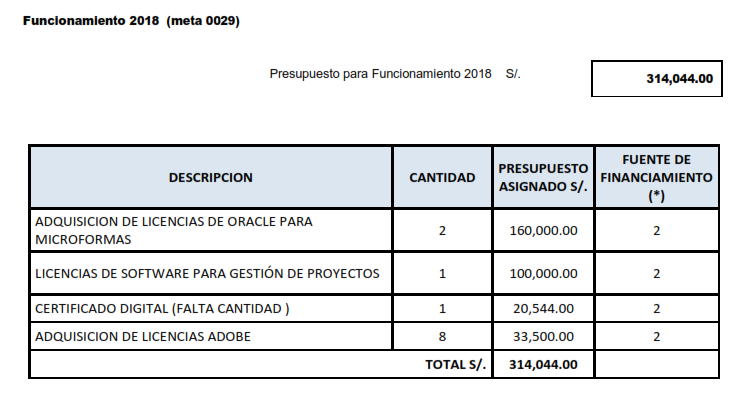 Funcionamiento 2018 (meta 0029)
Presupuesto para Funcionamiento 2018 S/. 314,044.00
DESCRIPCION CANTIDAD PRESUPUESTO ASIGNADO S/. FUENTE DE FINANCIAMIENTO (*)
ADQUISICION DE LICENCIAS DE ORACLE PARA MICROFORMAS 2 160,000.00 2
LICENCIAS DE SOFTWARE PARA GESTIÓN DE PROYECTOS 1 100,000.00 2
CERTIFICADO DIGITAL (FALTA CANTIDAD ) 1 20,544.00 2
ADQUISICION DE LICENCIAS ADOBE 8 33,500.00 2
TOTAL S/. 314,044.00